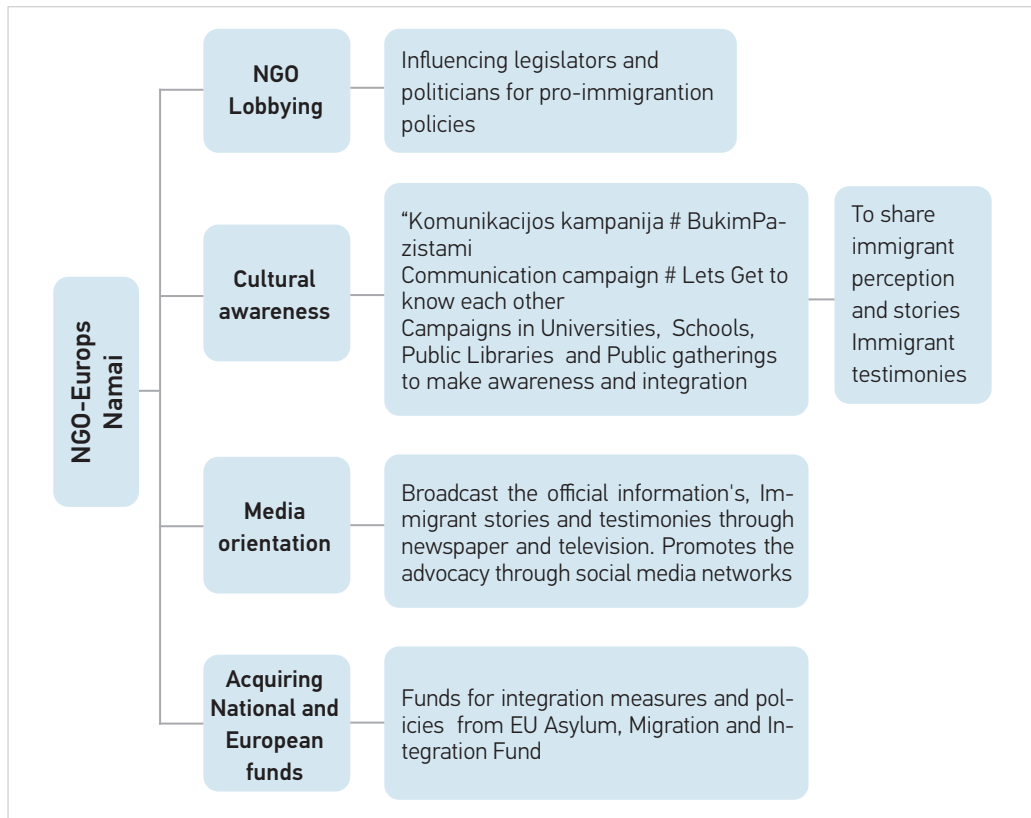 NGO-Europs
Namai
NGO
Lobbying
Influencing legislators and
politicians for pro-immigrantion
policies
Cultural
awareness
“Komunikacijos kampanija # BukimPa-
zistami
Communication campaign # Lets Get to
know each other
Campaigns in Universities, Schools,
Public Libraries and Public gatherings
to make awareness and integration
To share
immigrant
perception
and stories
Immigrant
testimonies
Media
orientation
Broadcast the official information's, Im-
migrant stories and testimonies through
newspaper and television. Promotes the
advocacy through social media networks
Acquiring
National and
European
funds
Funds for integration measures and pol-
icies from EU Asylum, Migration and In-
tegration Fund